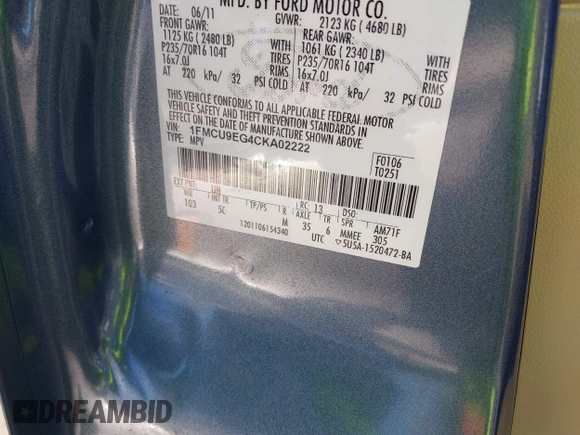 MFD. BY FORD MOTOR CO.
DATE: 06/11 GVWR: 2123 KG ( 4680 LB)
FRONT GAWR: REAR GAWR:
1125 KG ( 2480 LB) WITH 1061 KG ( 2340 LB) WITH
P235/70R16 104T TIRES P235/70R16 104T TIRES
16x7.0J RIMS 16x7.0J RIMS
AT 220 kPa/ 32 PSI COLD AT 220 kPa/ 32 PSI COLD
THIS VEHICLE CONFORMS TO ALL APPLICABLE FEDERAL MOTOR
VEHICLE SAFETY AND THEFT PREVENTION STANDARDS IN
EFFECT ON THE DATE OF MANUFACTURE SHOWN ABOVE.
VIN: 1FMCU9EG4CKA02222
TYPE: MPV
F0106
T0251
EXT PNT: UN RC: 13 DSO:
WB INT TR TP/PS R AXLE TR SPR AM71F
103 5C M 35 6 MMEE 305
1201106154340 UTC ▽5U5A-1520472-BA
DREAMBID